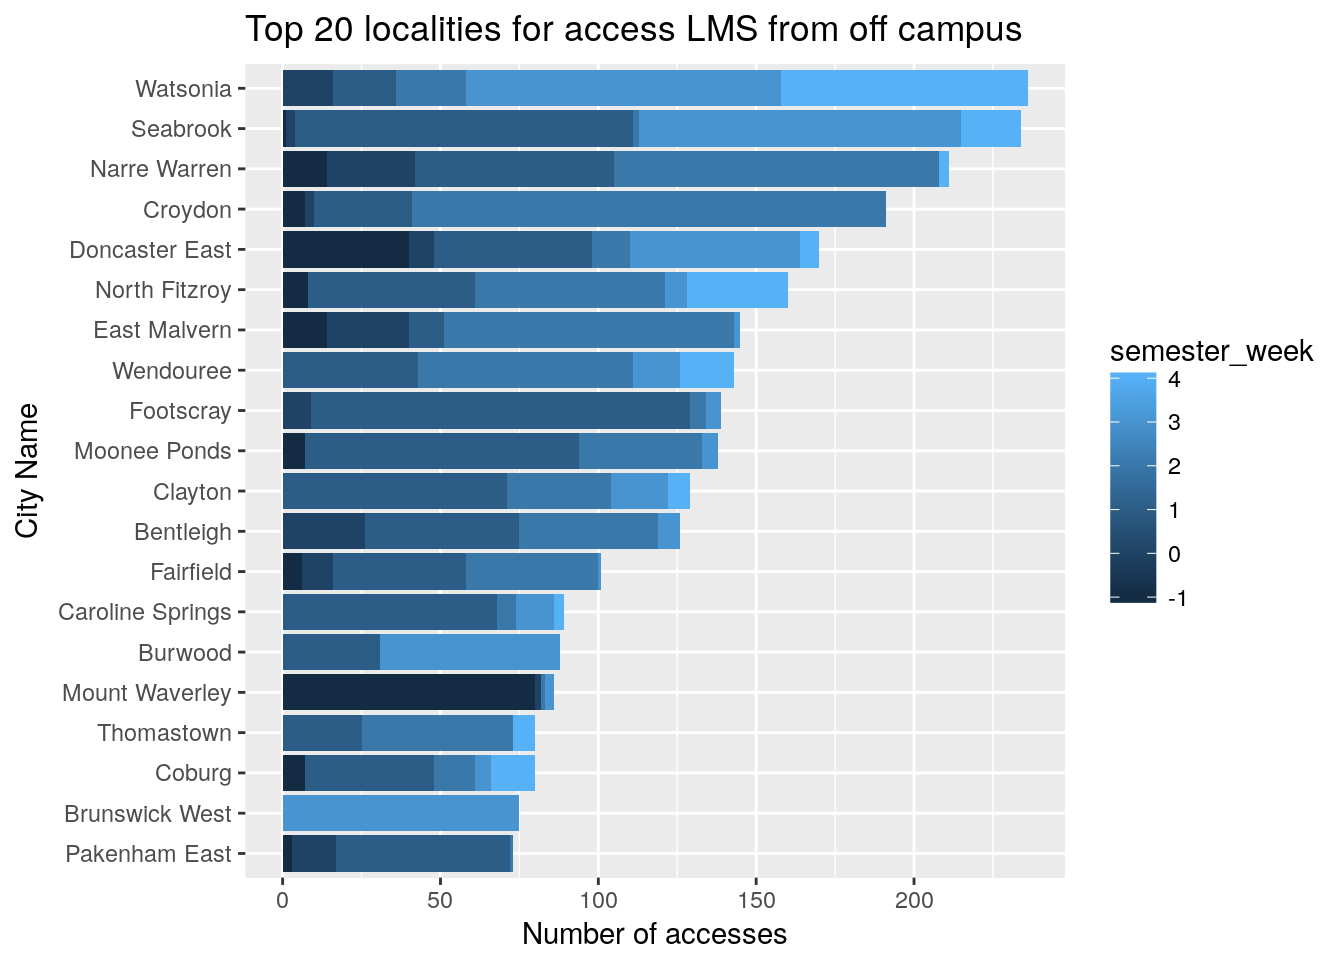 Top 20 localities for access LMS from off campus
City Name
Watsonia
Seabrook
Narre Warren
Croydon
Doncaster East
North Fitzroy
East Malvern
Wendouree
Footscray
Moonee Ponds
Clayton
Bentleigh
Fairfield
Caroline Springs
Burwood
Mount Waverley
Thomastown
Coburg
Brunswick West
Pakenham East
0 50 100 150 200
Number of accesses
semester_week
4
3
2
1
0
-1